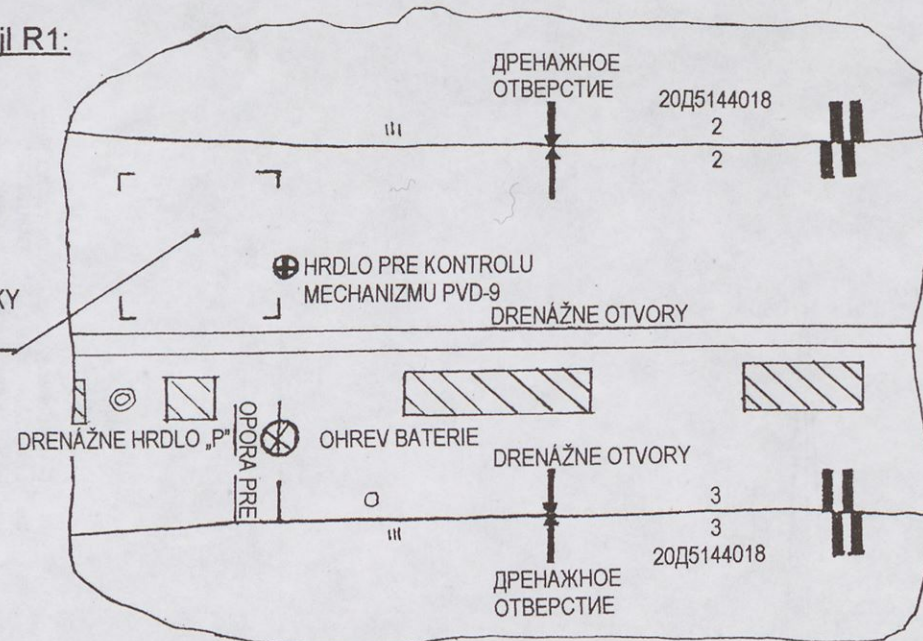 jl R1:
ДРЕНАЖНОЕ
ОТВЕРСТИЕ
20Д5144018
2
2
HRDLO PRE KONTROLU
MECHANIZMU PVD-9
KY
DRENÁŽNE OTVORY
DRENÁŽNE HRDLO „P"
OPORA PRE
OHREV BATERIE
DRENÁŽNE OTVORY
3
3
20Д5144018
ДРЕНАЖНОЕ
ОТВЕРСТИЕ